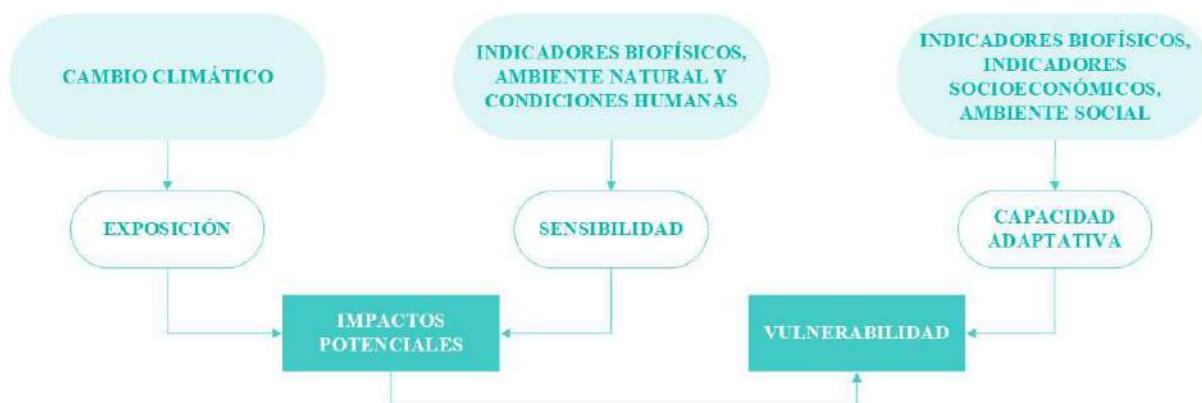 CAMBIO CLIMÁTICO
INDICADORES BIOFÍSICOS,
AMBIENTE NATURAL Y
CONDICIONES HUMANAS
INDICADORES BIOFÍSICOS,
INDICADORES
SOCIOECONÓMICOS,
AMBIENTE SOCIAL
EXPOSICIÓN
SENSIBILIDAD
CAPACIDAD
ADAPTATIVA
IMPACTOS
POTENCIALES
VULNERABILIDAD